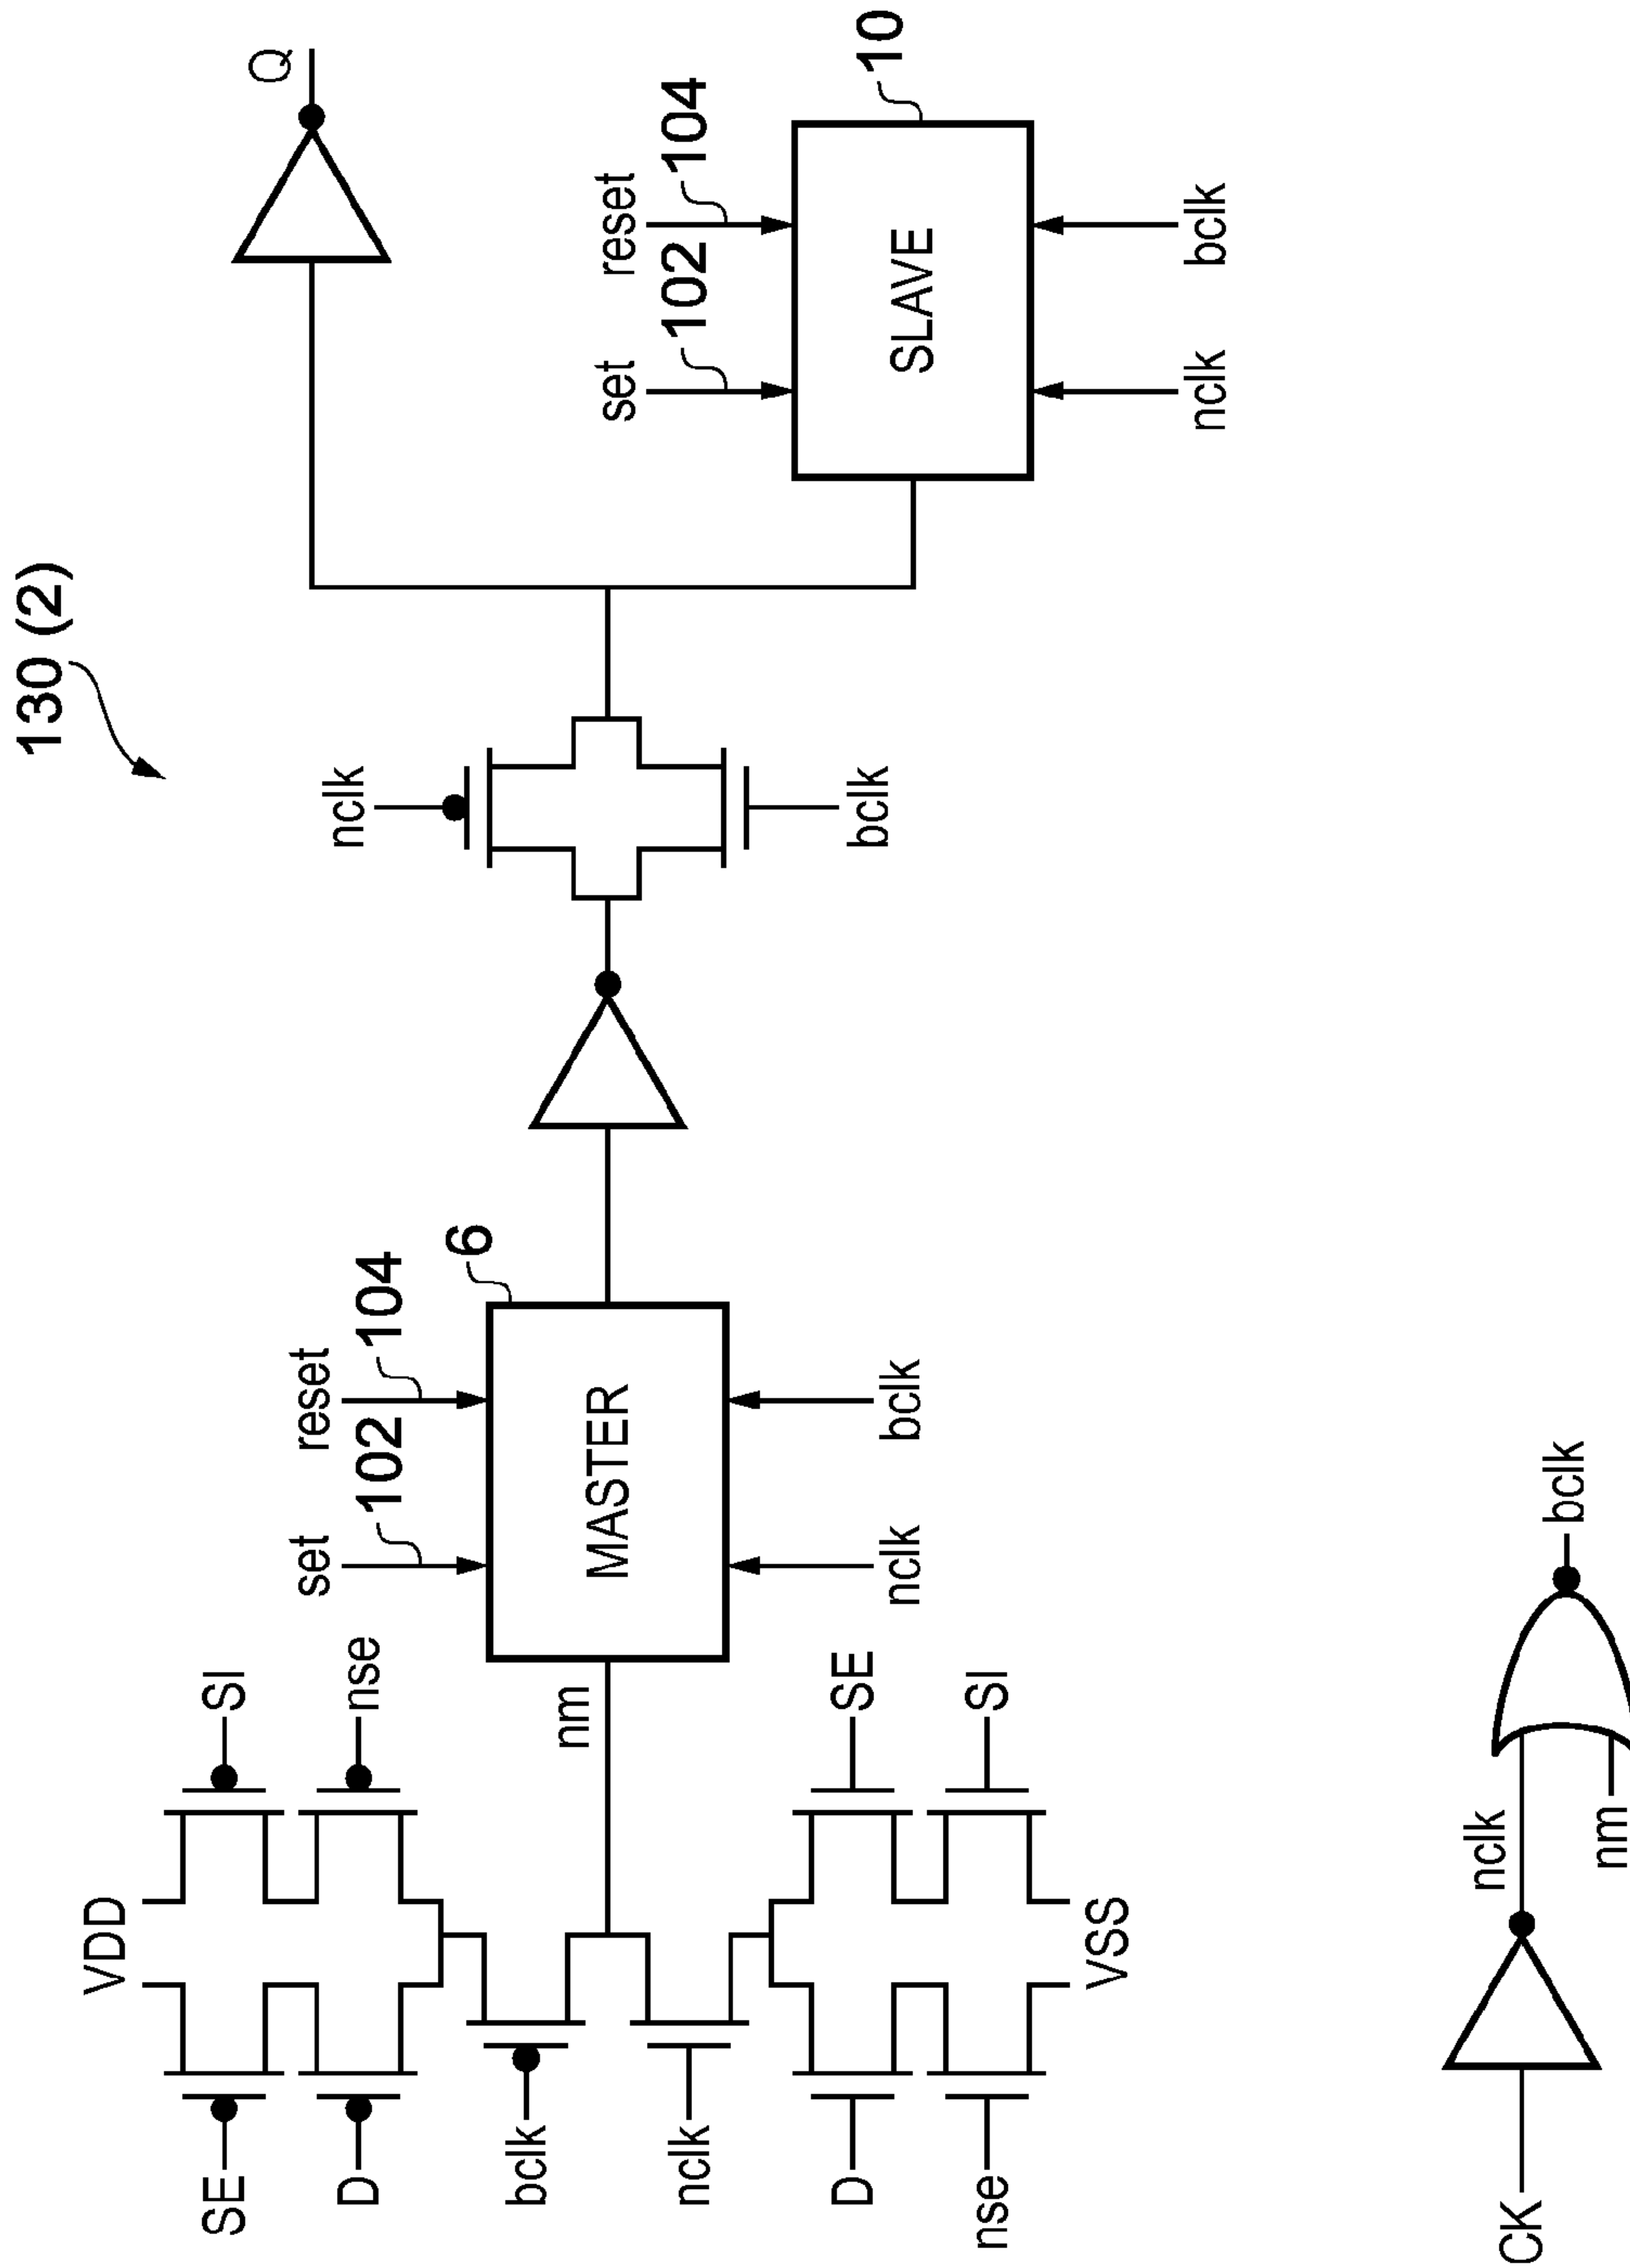 130 (2)
VDD
SE
SI
D
nse
bclk
nclk
D
SE
nse
SI
VSS
nm
set
102
reset
104
6
MASTER
nclk
bclk
nclk
bclk
Q
set
102
reset
104
10
SLAVE
nclk
bclk
CK
nclk
nm
bclk